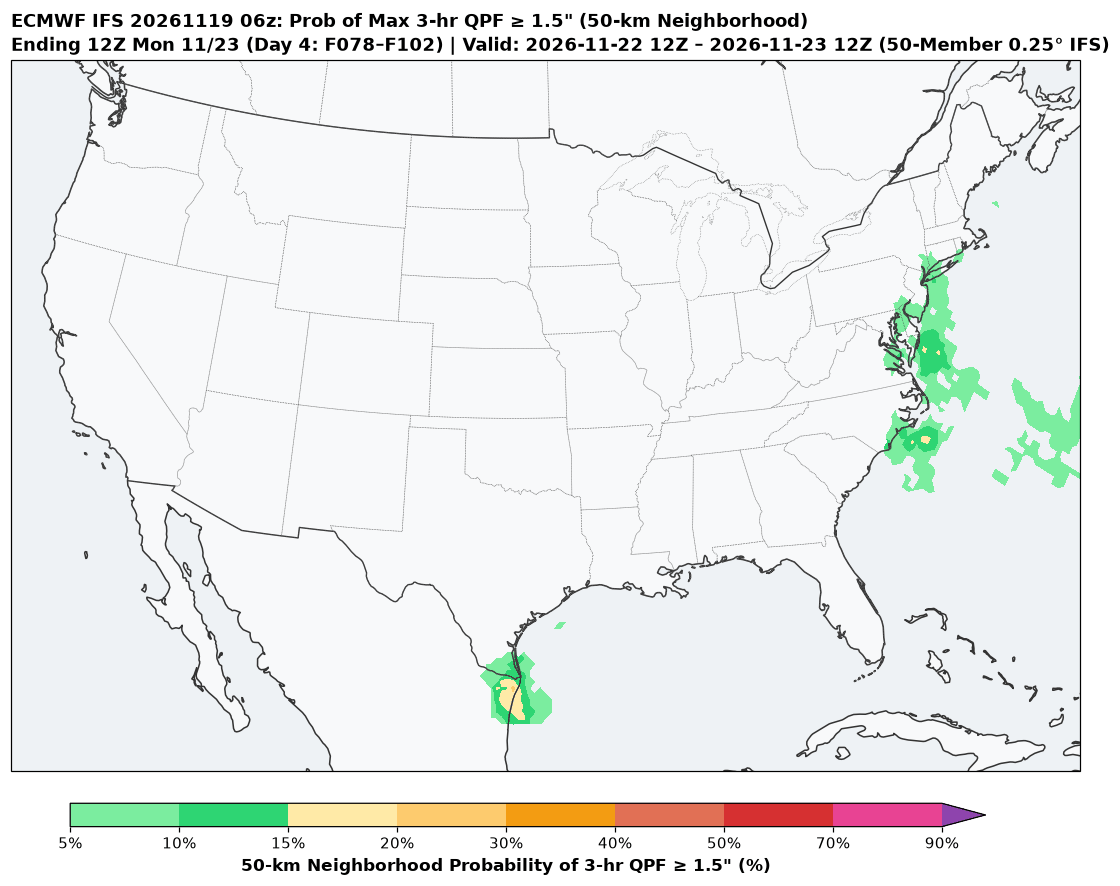 ECMWF IFS 20261119 06z: Prob of Max 3-hr QPF ≥ 1.5" (50-km Neighborhood)
Ending 12Z Mon 11/23 (Day 4: F078–F102) | Valid: 2026-11-22 12Z – 2026-11-23 12Z (50-Member 0.25° IFS)
5% 10% 15% 20% 30% 40% 50% 70% 90%
50-km Neighborhood Probability of 3-hr QPF ≥ 1.5" (%)